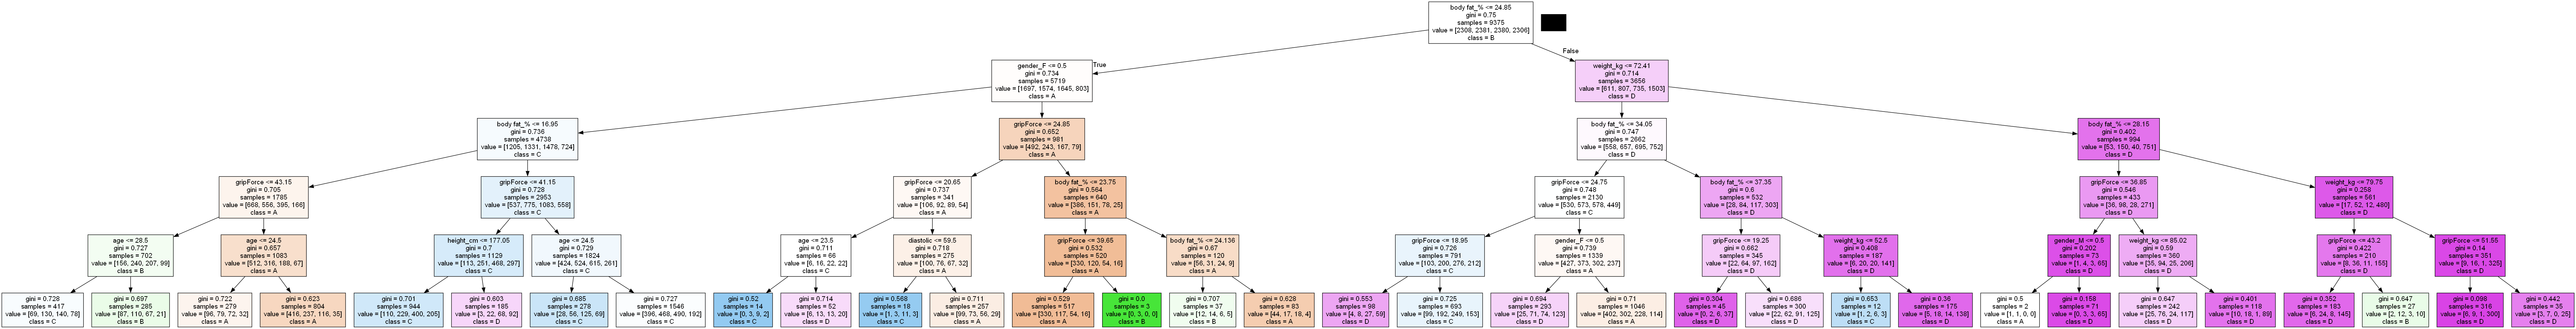 body fat_% <= 24.85
gini = 0.75
samples = 9375
value = [2308, 2381, 2380, 2306]
class = B
True
False
gender_F <= 0.5
gini = 0.734
samples = 5719
value = [1697, 1574, 1645, 803]
class = A
weight_kg <= 72.41
gini = 0.714
samples = 3656
value = [611, 807, 735, 1503]
class = D
body fat_% <= 16.95
gini = 0.736
samples = 4738
value = [1205, 1331, 1478, 724]
class = C
gripForce <= 24.85
gini = 0.652
samples = 981
value = [492, 243, 167, 79]
class = A
body fat_% <= 34.05
gini = 0.747
samples = 2662
value = [558, 657, 695, 752]
class = D
body fat_% <= 28.15
gini = 0.402
samples = 994
value = [53, 150, 40, 751]
class = D
gripForce <= 43.15
gini = 0.705
samples = 1785
value = [668, 556, 395, 166]
class = A
gripForce <= 41.15
gini = 0.728
samples = 2953
value = [537, 775, 1083, 558]
class = C
gripForce <= 20.65
gini = 0.737
samples = 341
value = [106, 92, 89, 54]
class = A
body fat_% <= 23.75
gini = 0.564
samples = 640
value = [386, 151, 78, 25]
class = A
gripForce <= 24.75
gini = 0.748
samples = 2130
value = [530, 573, 578, 449]
class = C
body fat_% <= 37.35
gini = 0.6
samples = 532
value = [28, 84, 117, 303]
class = D
gripForce <= 36.85
gini = 0.546
samples = 433
value = [36, 98, 28, 271]
class = D
weight_kg <= 79.75
gini = 0.258
samples = 561
value = [17, 52, 12, 480]
class = D
age <= 28.5
gini = 0.727
samples = 702
value = [156, 240, 207, 99]
class = B
age <= 24.5
gini = 0.657
samples = 1083
value = [512, 316, 188, 67]
class = A
height_cm <= 177.05
gini = 0.7
samples = 1129
value = [113, 251, 468, 297]
class = C
age <= 24.5
gini = 0.729
samples = 1824
value = [424, 524, 615, 261]
class = C
age <= 23.5
gini = 0.711
samples = 66
value = [6, 16, 22, 22]
class = C
diastolic <= 59.5
gini = 0.718
samples = 275
value = [100, 76, 67, 32]
class = A
gripForce <= 39.65
gini = 0.532
samples = 520
value = [330, 120, 54, 16]
class = A
body fat_% <= 24.136
gini = 0.67
samples = 120
value = [56, 31, 24, 9]
class = A
gripForce <= 18.95
gini = 0.726
samples = 791
value = [103, 200, 276, 212]
class = C
gender_F <= 0.5
gini = 0.739
samples = 1339
value = [427, 373, 302, 237]
class = A
gripForce <= 19.25
gini = 0.662
samples = 345
value = [22, 64, 97, 162]
class = D
weight_kg <= 52.5
gini = 0.408
samples = 187
value = [6, 20, 20, 141]
class = D
gender_M <= 0.5
gini = 0.202
samples = 73
value = [1, 4, 3, 65]
class = D
weight_kg <= 85.02
gini = 0.59
samples = 360
value = [35, 94, 25, 206]
class = D
gripForce <= 43.2
gini = 0.422
samples = 210
value = [8, 36, 11, 155]
class = D
gripForce <= 51.55
gini = 0.14
samples = 351
value = [9, 16, 1, 325]
class = D
gini = 0.728
samples = 417
value = [69, 130, 140, 78]
class = C
gini = 0.697
samples = 285
value = [87, 110, 67, 21]
class = B
gini = 0.722
samples = 279
value = [96, 79, 72, 32]
class = A
gini = 0.623
samples = 804
value = [416, 237, 116, 35]
class = A
gini = 0.701
samples = 944
value = [110, 229, 400, 205]
class = C
gini = 0.603
samples = 185
value = [3, 22, 68, 92]
class = D
gini = 0.685
samples = 278
value = [28, 56, 125, 69]
class = C
gini = 0.727
samples = 1546
value = [396, 468, 490, 192]
class = C
gini = 0.52
samples = 14
value = [0, 3, 9, 2]
class = C
gini = 0.714
samples = 52
value = [6, 13, 13, 20]
class = D
gini = 0.568
samples = 18
value = [1, 3, 11, 3]
class = C
gini = 0.711
samples = 257
value = [99, 73, 56, 29]
class = A
gini = 0.529
samples = 517
value = [330, 117, 54, 16]
class = A
gini = 0.0
samples = 3
value = [0, 3, 0, 0]
class = B
gini = 0.707
samples = 37
value = [12, 14, 6, 5]
class = B
gini = 0.628
samples = 83
value = [44, 17, 18, 4]
class = A
gini = 0.553
samples = 98
value = [4, 8, 27, 59]
class = D
gini = 0.725
samples = 693
value = [99, 192, 249, 153]
class = C
gini = 0.694
samples = 293
value = [25, 71, 74, 123]
class = D
gini = 0.71
samples = 1046
value = [402, 302, 228, 114]
class = A
gini = 0.304
samples = 45
value = [0, 2, 6, 37]
class = D
gini = 0.686
samples = 300
value = [22, 62, 91, 125]
class = D
gini = 0.653
samples = 12
value = [1, 2, 6, 3]
class = C
gini = 0.36
samples = 175
value = [5, 18, 14, 138]
class = D
gini = 0.5
samples = 2
value = [1, 1, 0, 0]
class = A
gini = 0.158
samples = 71
value = [0, 3, 3, 65]
class = D
gini = 0.647
samples = 242
value = [25, 76, 24, 117]
class = D
gini = 0.401
samples = 118
value = [10, 18, 1, 89]
class = D
gini = 0.352
samples = 183
value = [6, 24, 8, 145]
class = D
gini = 0.647
samples = 27
value = [2, 12, 3, 10]
class = B
gini = 0.098
samples = 316
value = [6, 9, 1, 300]
class = D
gini = 0.442
samples = 35
value = [3, 7, 0, 25]
class = D